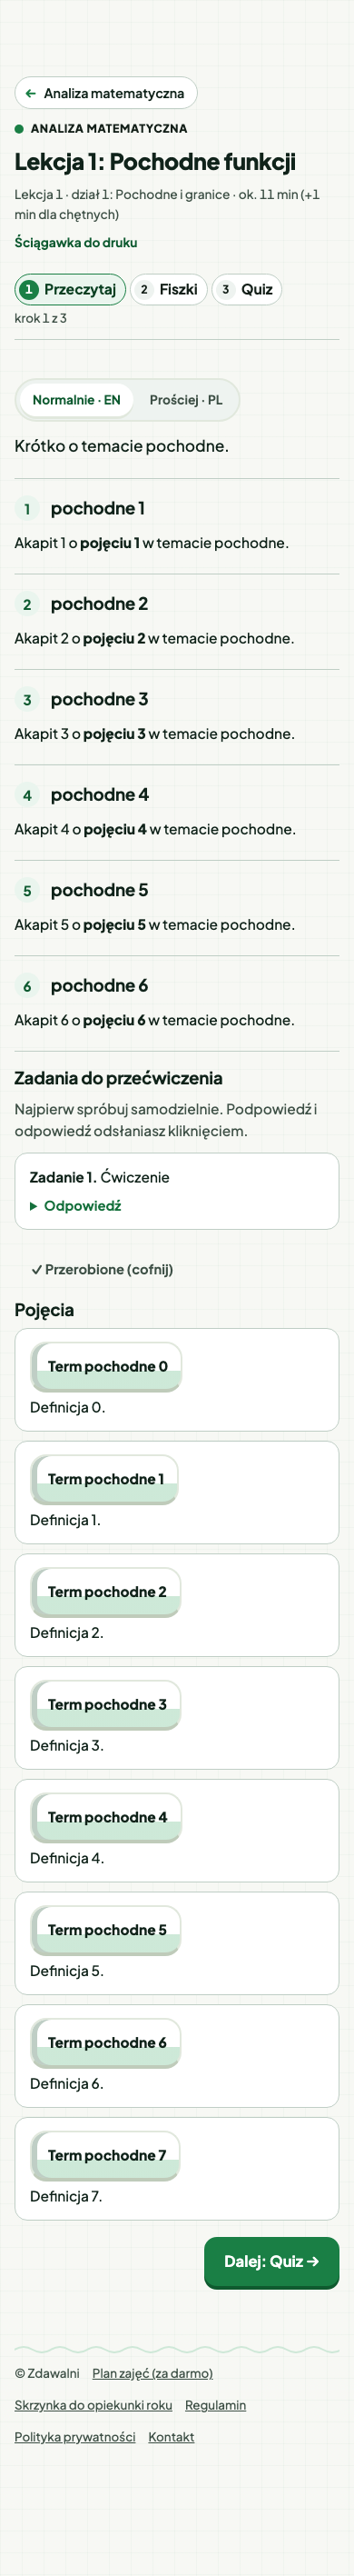 ← Analiza matematyczna
ANALIZA MATEMATYCZNA
Lekcja 1: Pochodne funkcji
Lekcja 1 · dział 1: Pochodne i granice · ok. 11 min (+1
min dla chętnych)
Ściągawka do druku
1 Przeczytaj 2 Fiszki 3 Quiz
krok 1 z 3
Normalnie · EN Prościej · PL
Krótko o temacie pochodne.
1 pochodne 1
Akapit 1 o pojęciu 1 w temacie pochodne.
2 pochodne 2
Akapit 2 o pojęciu 2 w temacie pochodne.
3 pochodne 3
Akapit 3 o pojęciu 3 w temacie pochodne.
4 pochodne 4
Akapit 4 o pojęciu 4 w temacie pochodne.
5 pochodne 5
Akapit 5 o pojęciu 5 w temacie pochodne.
6 pochodne 6
Akapit 6 o pojęciu 6 w temacie pochodne.
Zadania do przećwiczenia
Najpierw spróbuj samodzielnie. Podpowiedź i
odpowiedź odsłaniasz kliknięciem.
Zadanie 1. Ćwiczenie
▶ Odpowiedź
✓ Przerobione (cofnij)
Pojęcia
Term pochodne 0
Definicja 0.
Term pochodne 1
Definicja 1.
Term pochodne 2
Definicja 2.
Term pochodne 3
Definicja 3.
Term pochodne 4
Definicja 4.
Term pochodne 5
Definicja 5.
Term pochodne 6
Definicja 6.
Term pochodne 7
Definicja 7.
Dalej: Quiz →
© Zdawalni Plan zajęć (za darmo)
Skrzynka do opiekunki roku Regulamin
Polityka prywatności Kontakt